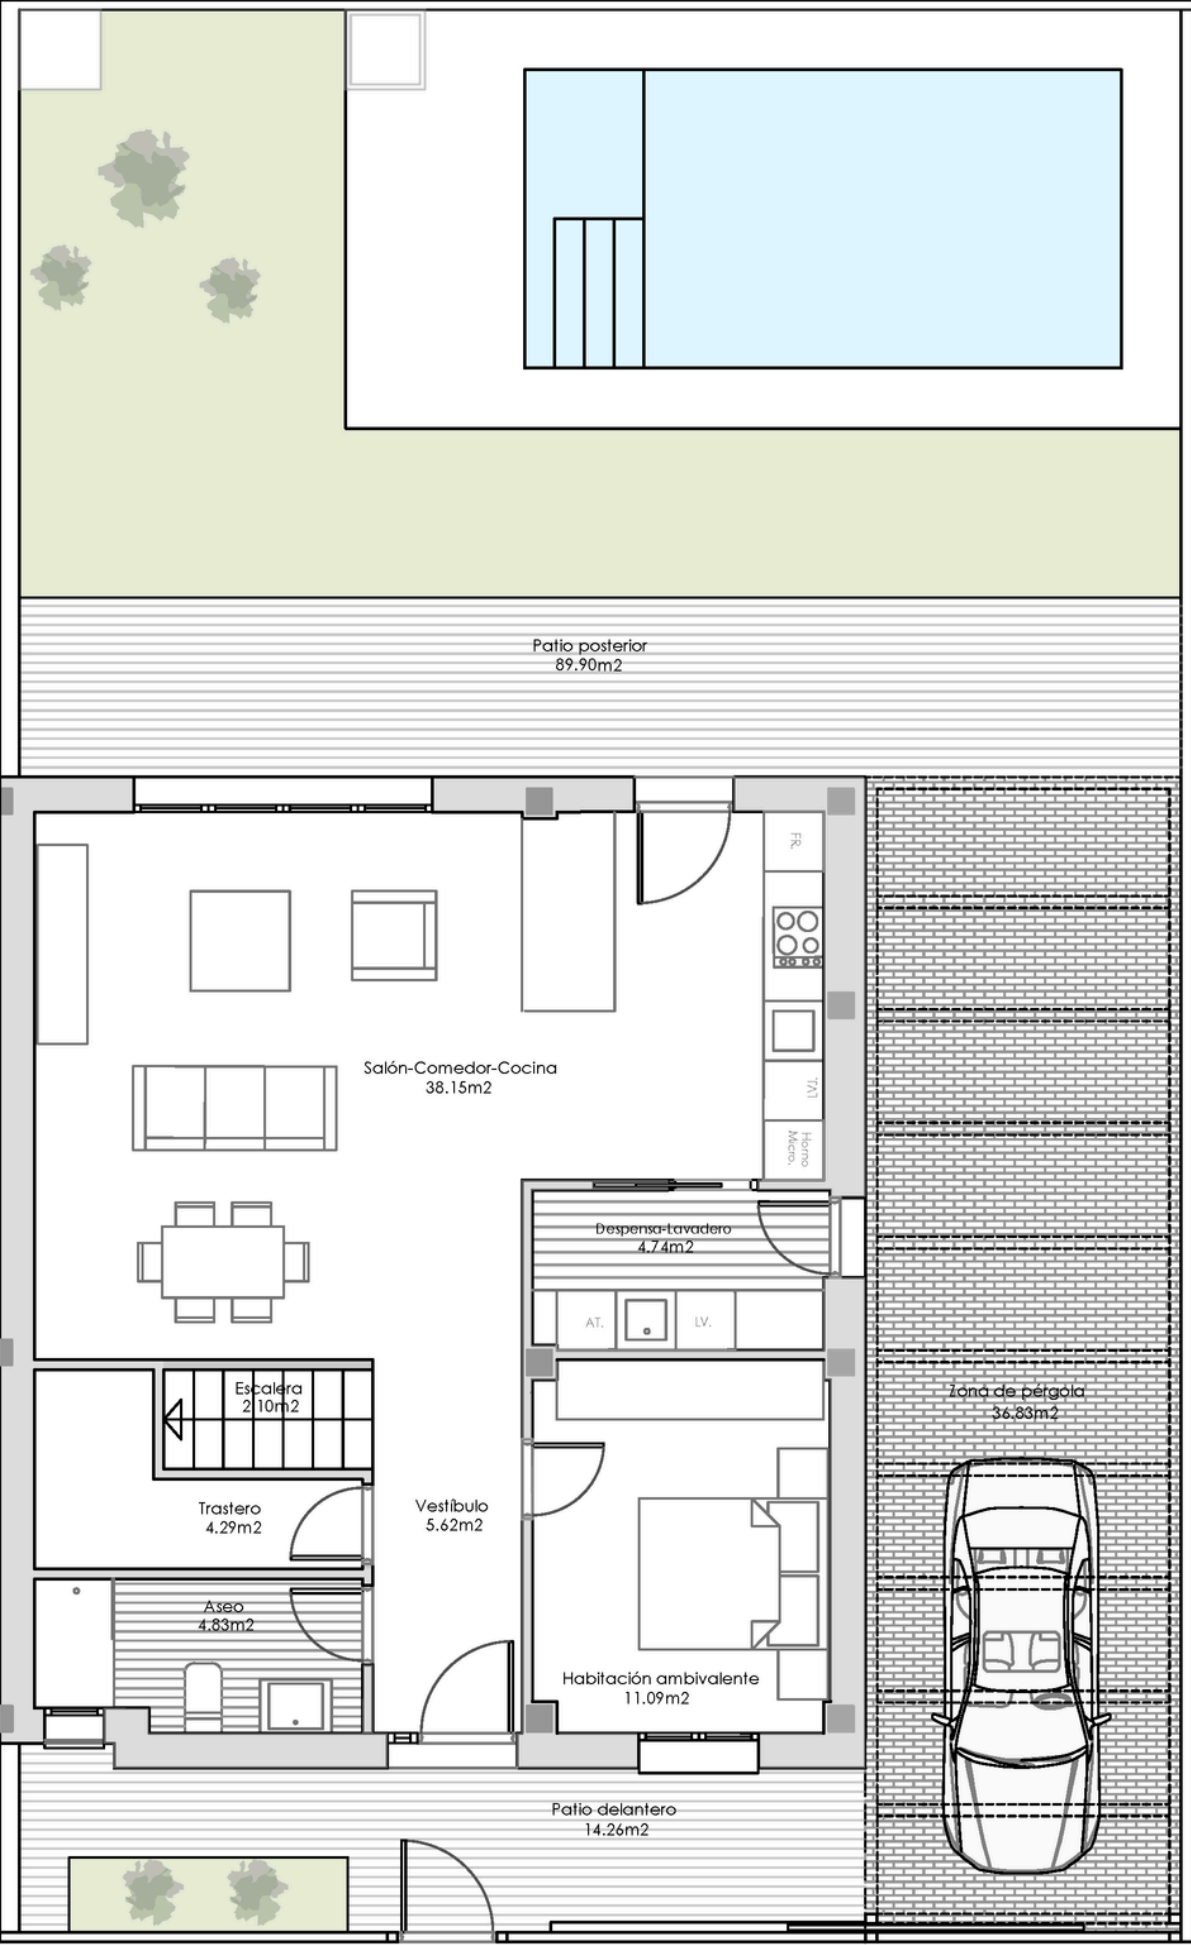 Patio posterior
89.90m2
FR.
Salón-Comedor-Cocina
38.15m2
LVT
Horno
Micro.
Despensa-Lavadero
4.74m2
AT.
LV.
Escalera
2.10m2
Zona de pérgola
36.83m2
Trastero
4.29m2
Vestíbulo
5.62m2
Aseo
4.83m2
Habitación ambivalente
11.09m2
Patio delantero
14.26m2